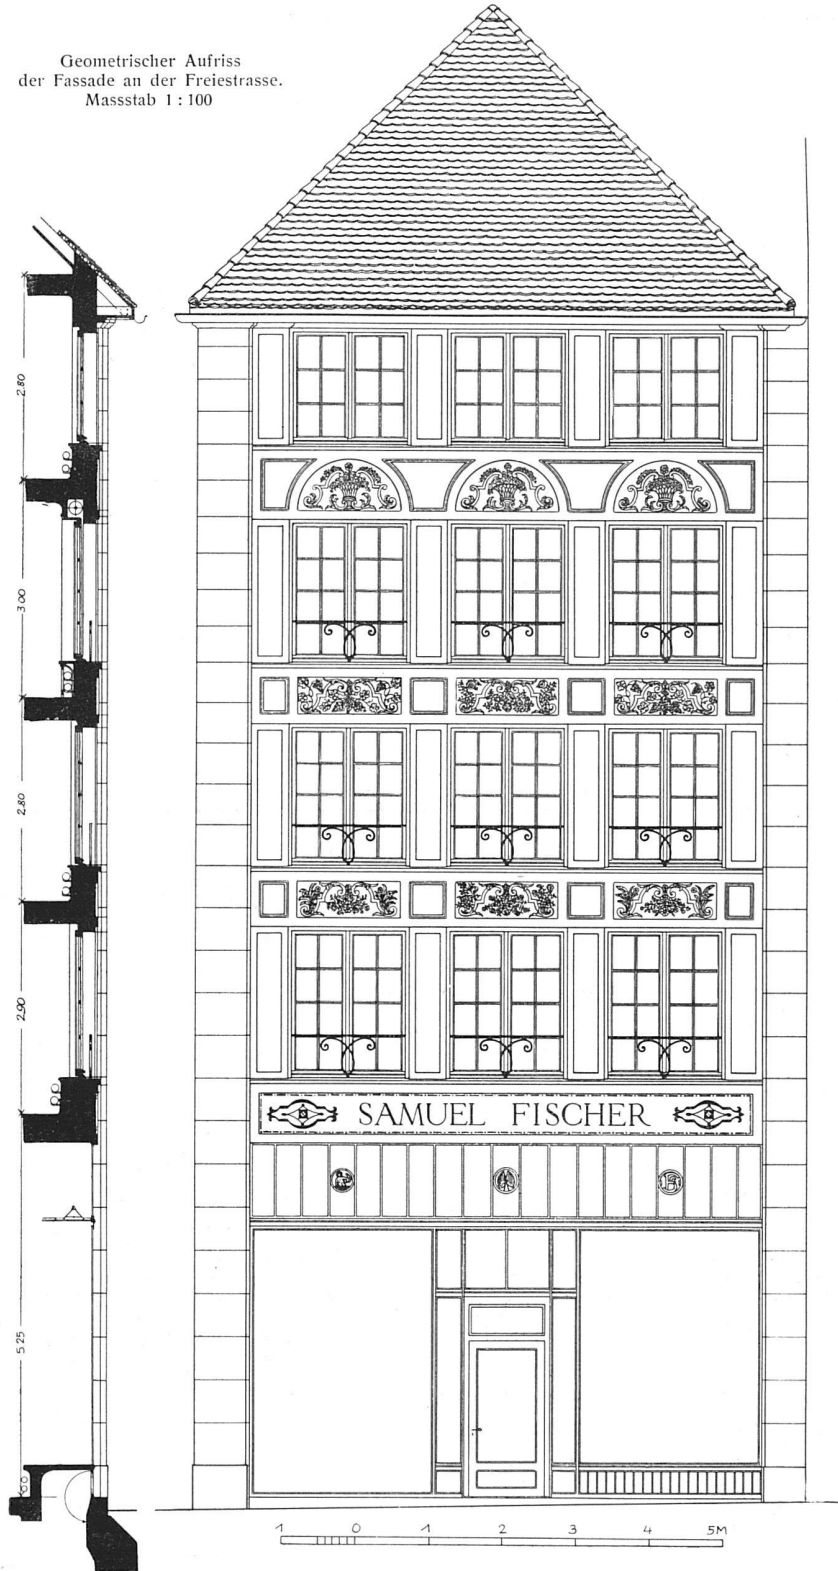 Geometrischer Aufriss
der Fassade an der Freiestrasse.
Massstab 1 : 100
2.80
3.00
2.80
2.90
SAMUEL FISCHER
5.25
1 0 1 2 3 4 5M